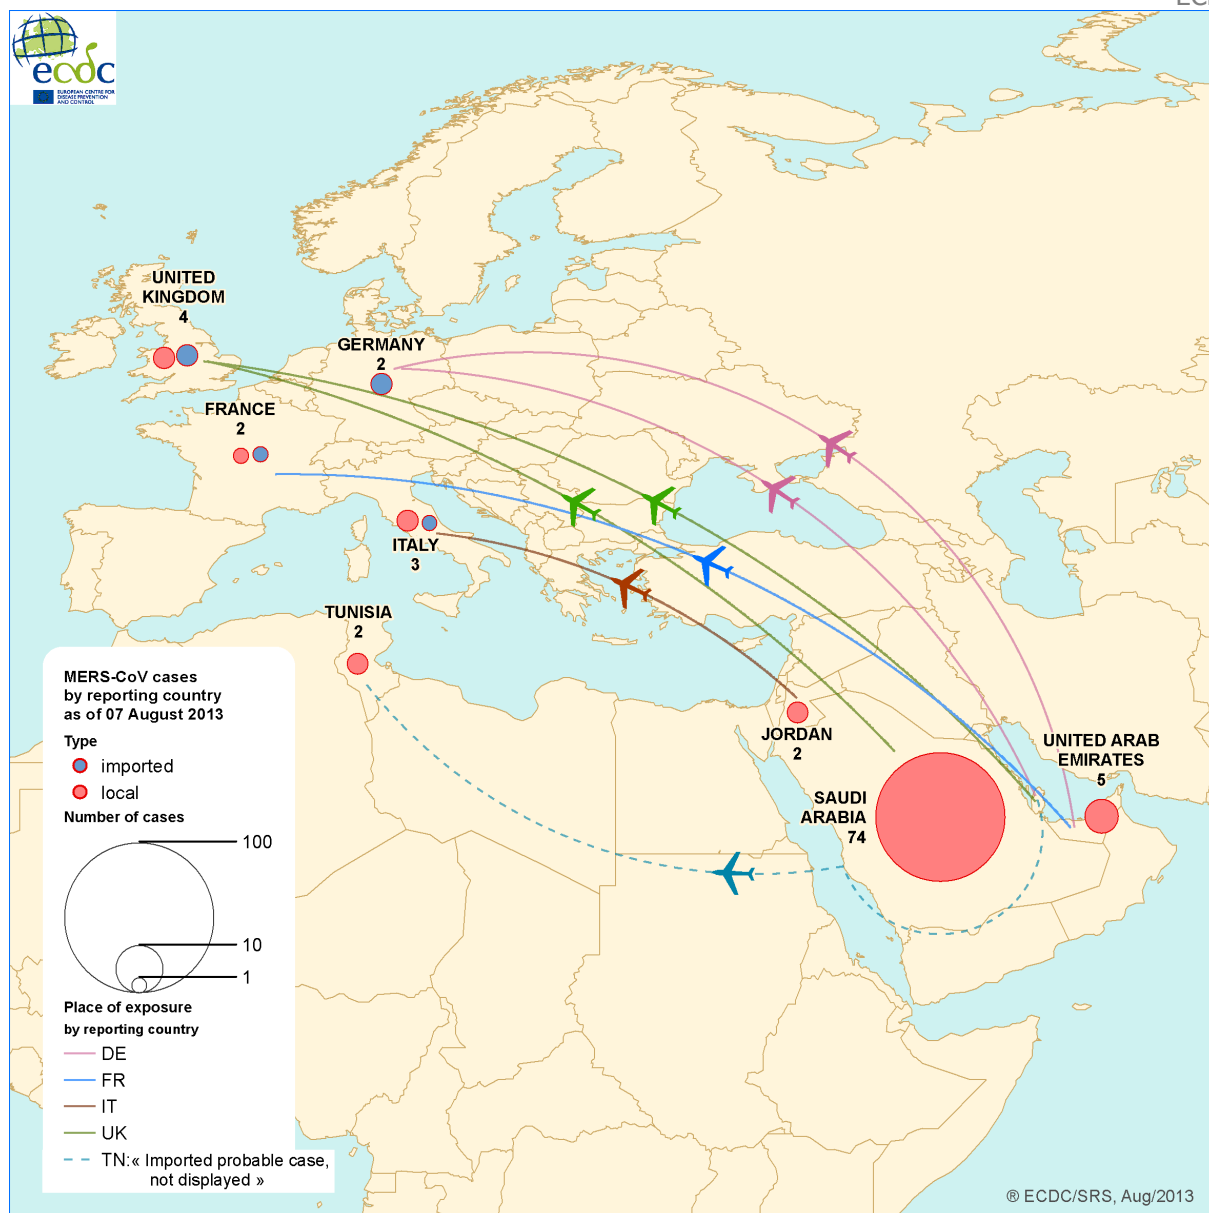 ecdc
EUROPEAN CENTRE FOR
DISEASE PREVENTION
AND CONTROL
UNITED
KINGDOM
4
GERMANY
2
FRANCE
2
ITALY
3
TUNISIA
2
JORDAN
2
UNITED ARAB
EMIRATES
5
SAUDI
ARABIA
74
MERS-CoV cases
by reporting country
as of 07 August 2013
Type
imported
local
Number of cases
100
10
1
Place of exposure
by reporting country
DE
FR
IT
UK
TN:« Imported probable case,
not displayed »
® ECDC/SRS, Aug/2013